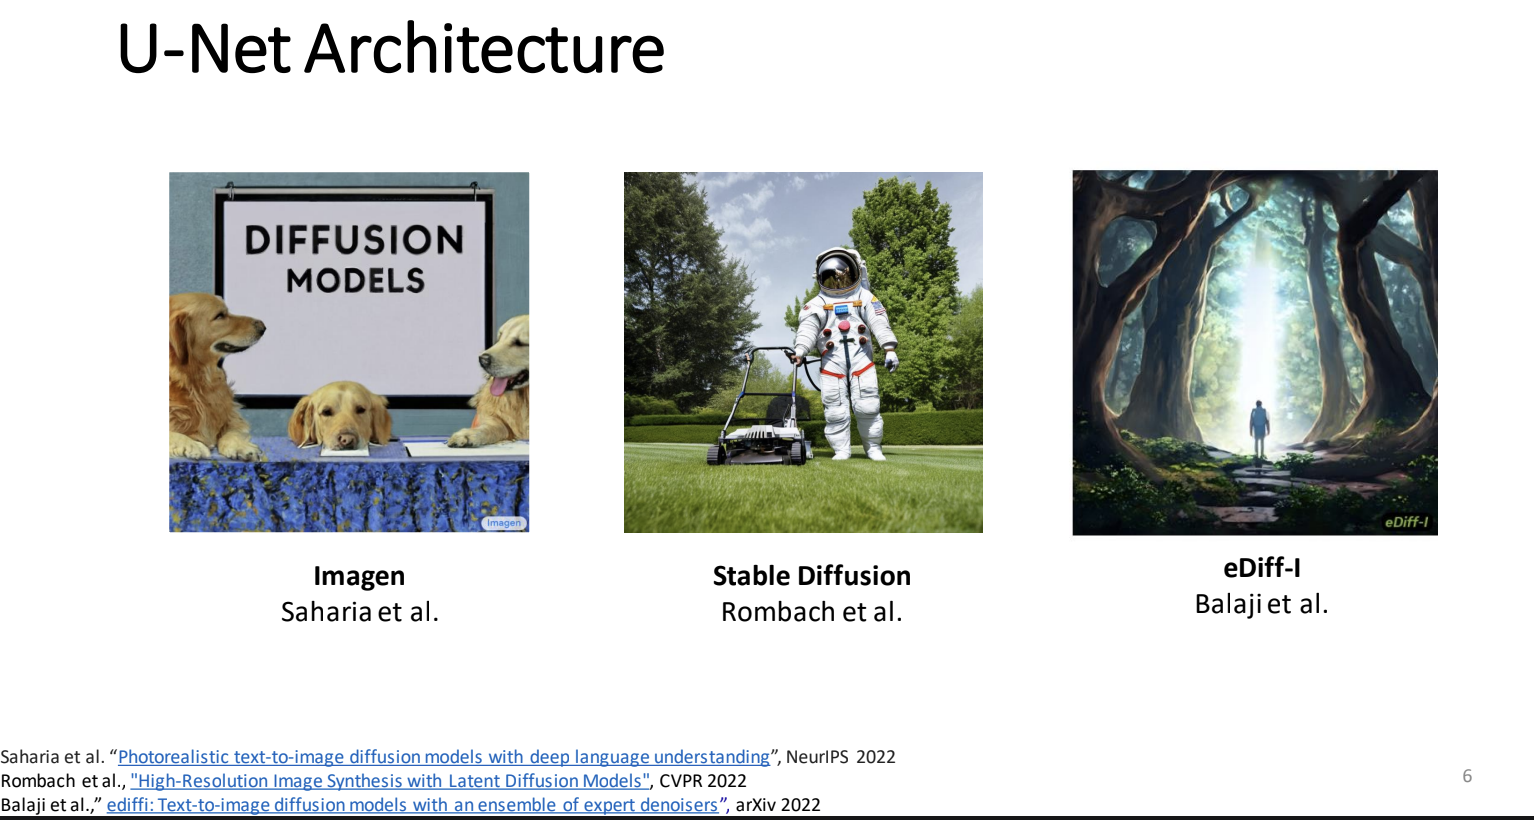 U-Net Architecture
DIFFUSION
MODELS
Imagen
eDiff-I
Imagen
Saharia et al.
Stable Diffusion
Rombach et al.
eDiff-I
Balaji et al.
Saharia et al. “Photorealistic text-to-image diffusion models with deep language understanding”, NeurIPS 2022
Rombach et al., "High-Resolution Image Synthesis with Latent Diffusion Models", CVPR 2022
Balaji et al.,” ediffi: Text-to-image diffusion models with an ensemble of expert denoisers”, arXiv 2022
6